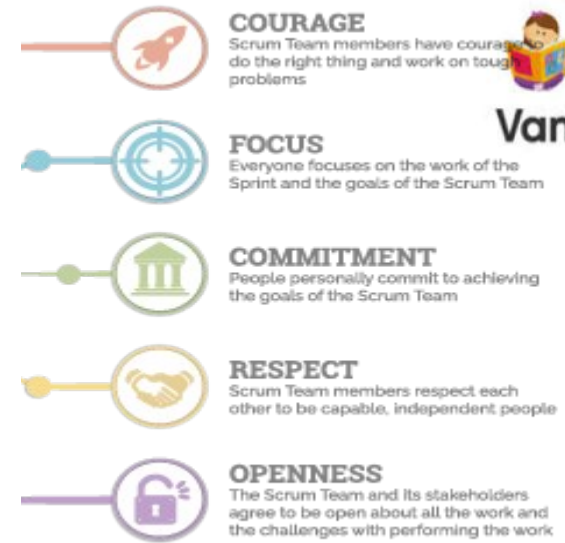 COURAGE
Scrum Team members have courage to
do the right thing and work on tough
problems
Van
FOCUS
Everyone focuses on the work of the
Sprint and the goals of the Scrum Team
COMMITMENT
People personally commit to achieving
the goals of the Scrum Team
RESPECT
Scrum Team members respect each
other to be capable, independent people
OPENNESS
The Scrum Team and its stakeholders
agree to be open about all the work and
the challenges with performing the work